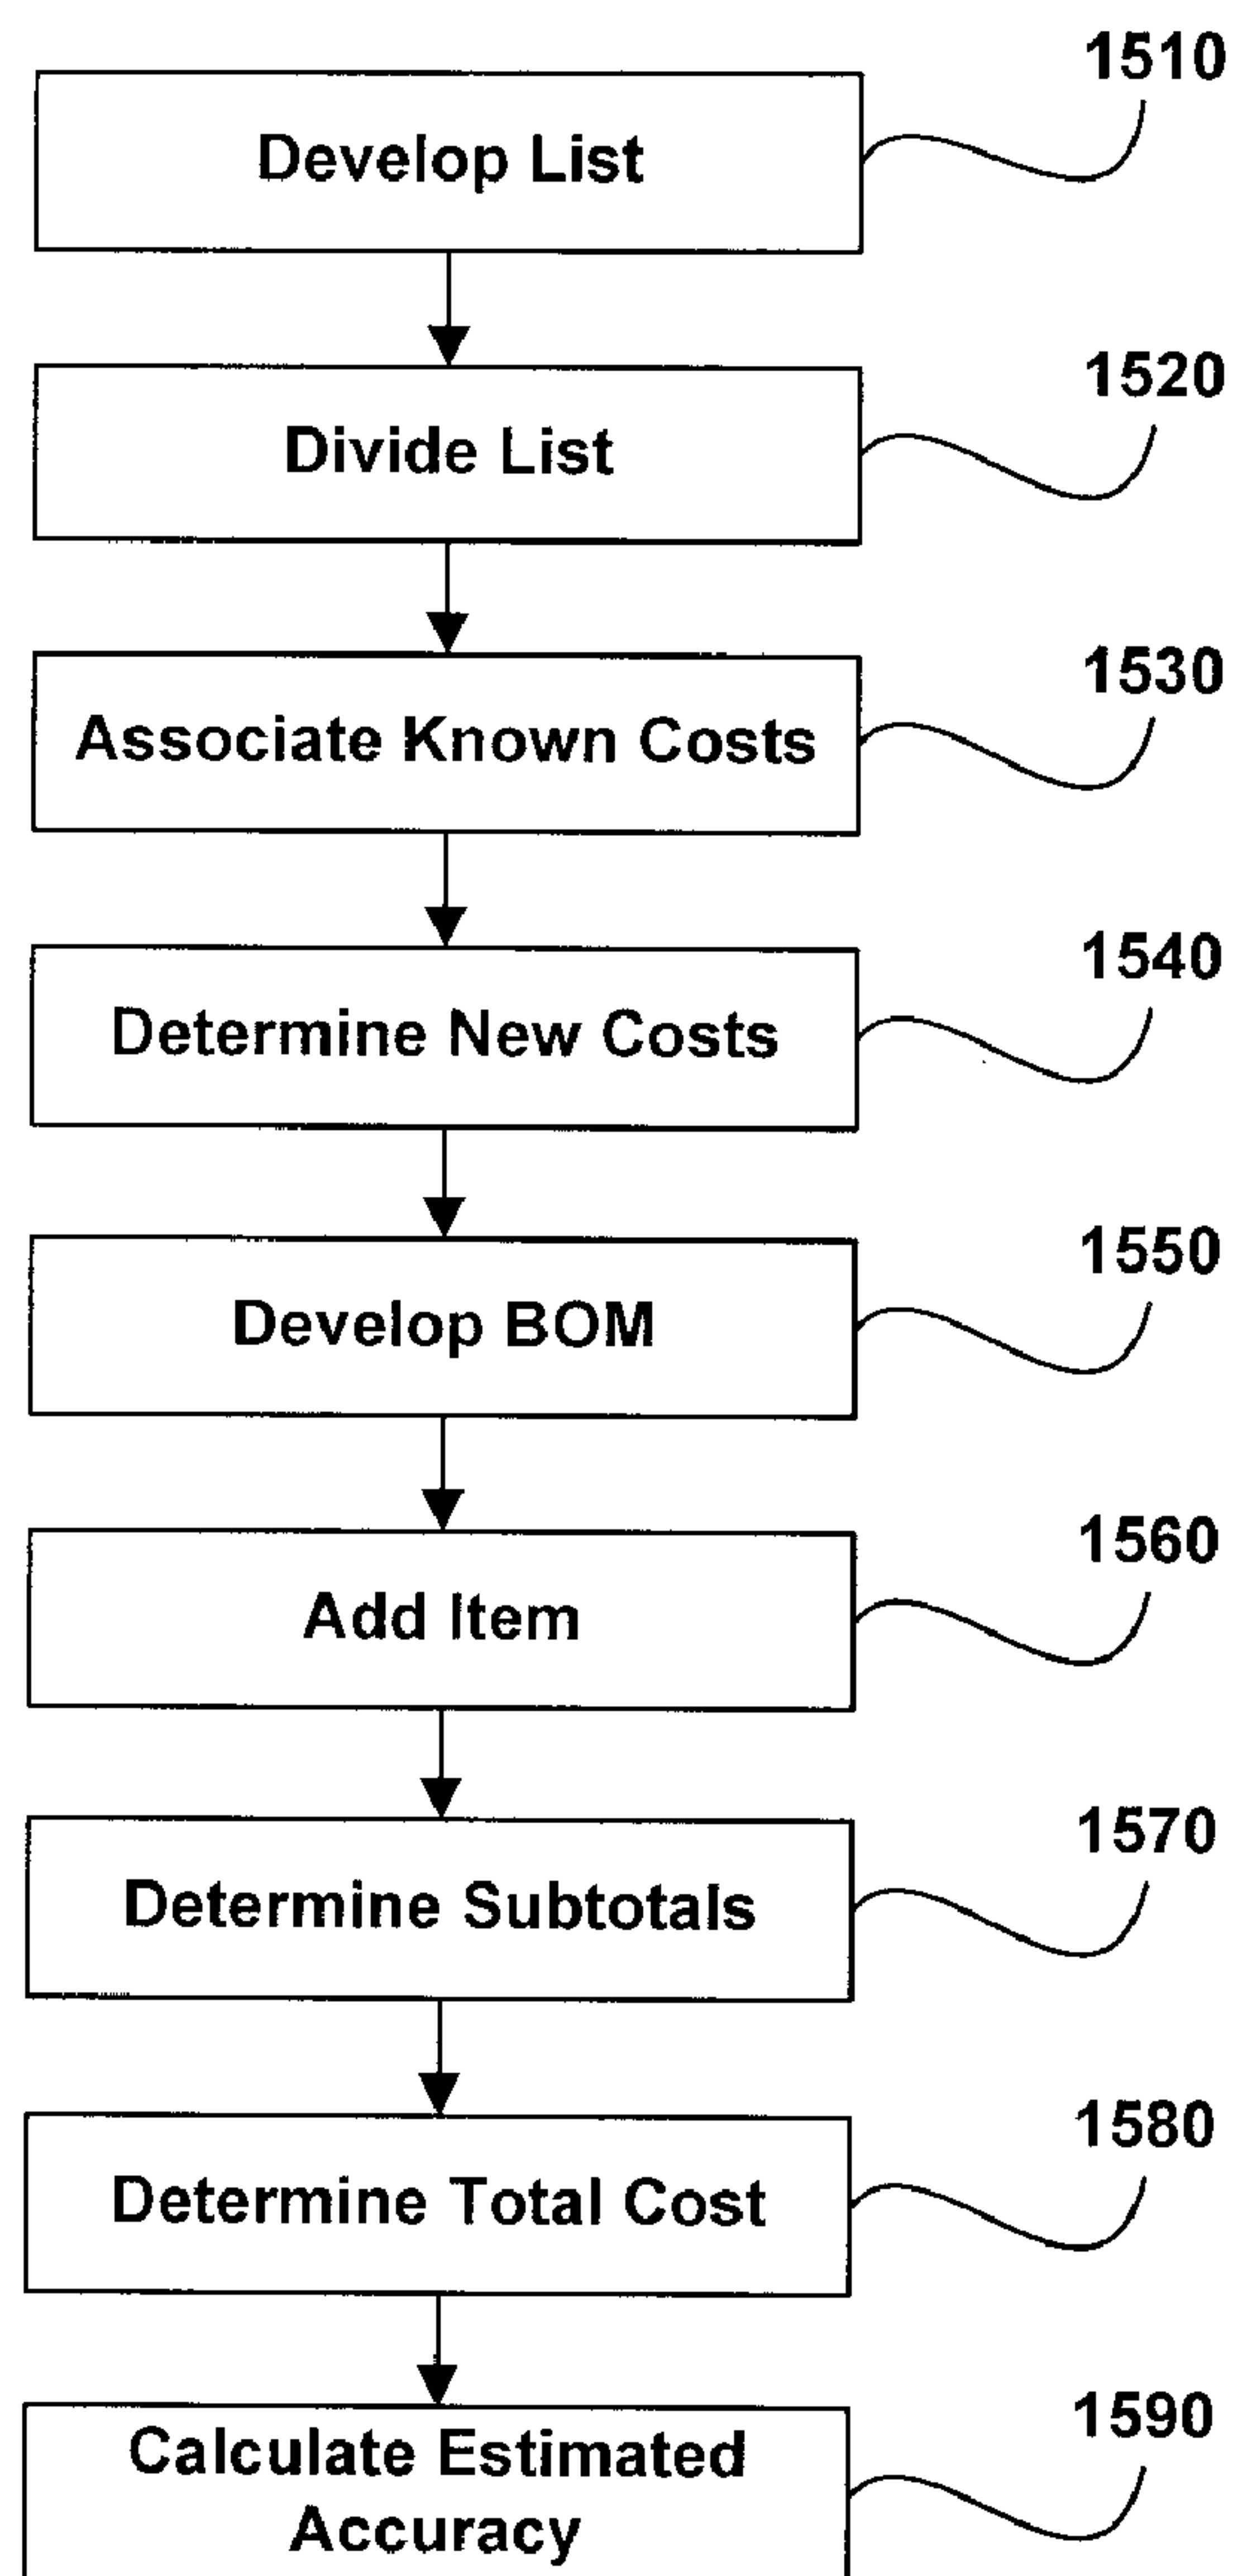 1510
Develop List
1520
Divide List
1530
Associate Known Costs
1540
Determine New Costs
1550
Develop BOM
1560
Add Item
1570
Determine Subtotals
1580
Determine Total Cost
1590
Calculate Estimated
Accuracy